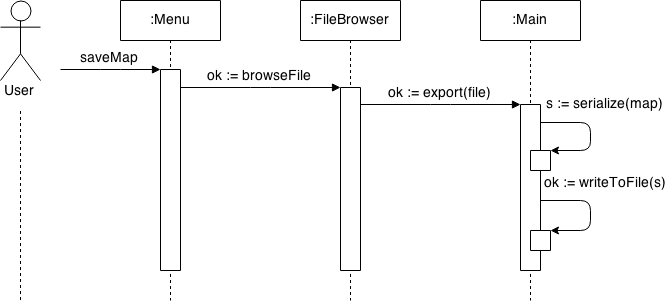 :Menu
:FileBrowser
:Main
User
saveMap
ok := browseFile
ok := export(file)
s := serialize(map)
ok := writeToFile(s)